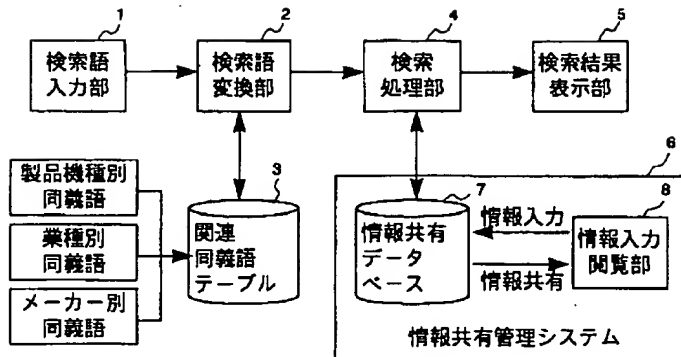 1
検索語
入力部
2
検索語
変換部
4
検索
処理部
5
検索結果
表示部
製品機種別
同義語
業種別
同義語
メーカー別
同義語
3
関連
同義語
テーブル
6
7
情報共有
データ
ベース
情報入力
情報共有
8
情報入力
閲覧部
情報共有管理システム